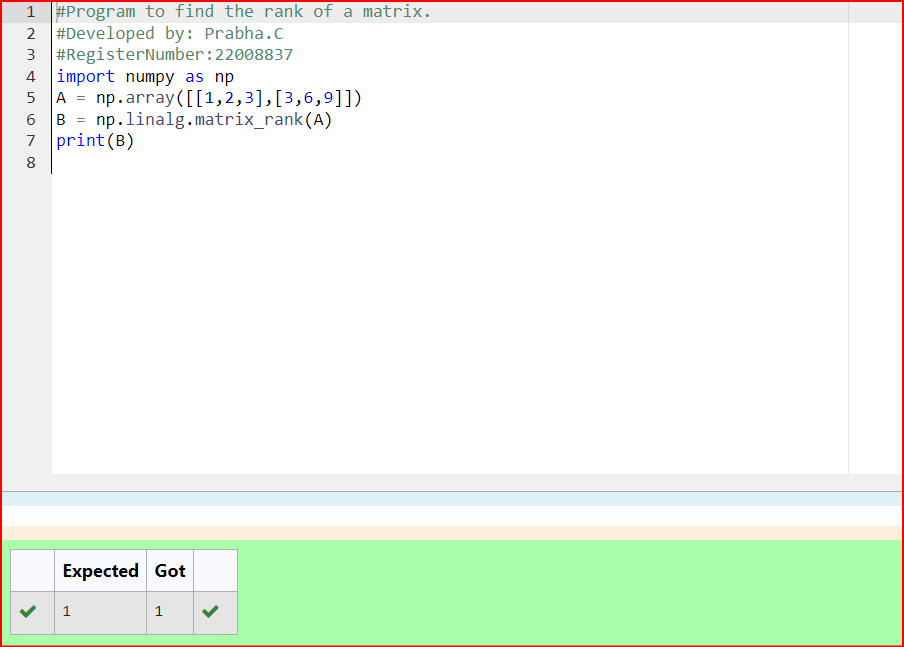 1 #Program to find the rank of a matrix.
2 #Developed by: Prabha.C
3 #RegisterNumber:22008837
4 import numpy as np
5 A = np.array([[1,2,3],[3,6,9]])
6 B = np.linalg.matrix_rank(A)
7 print(B)
8
Expected Got
1 1